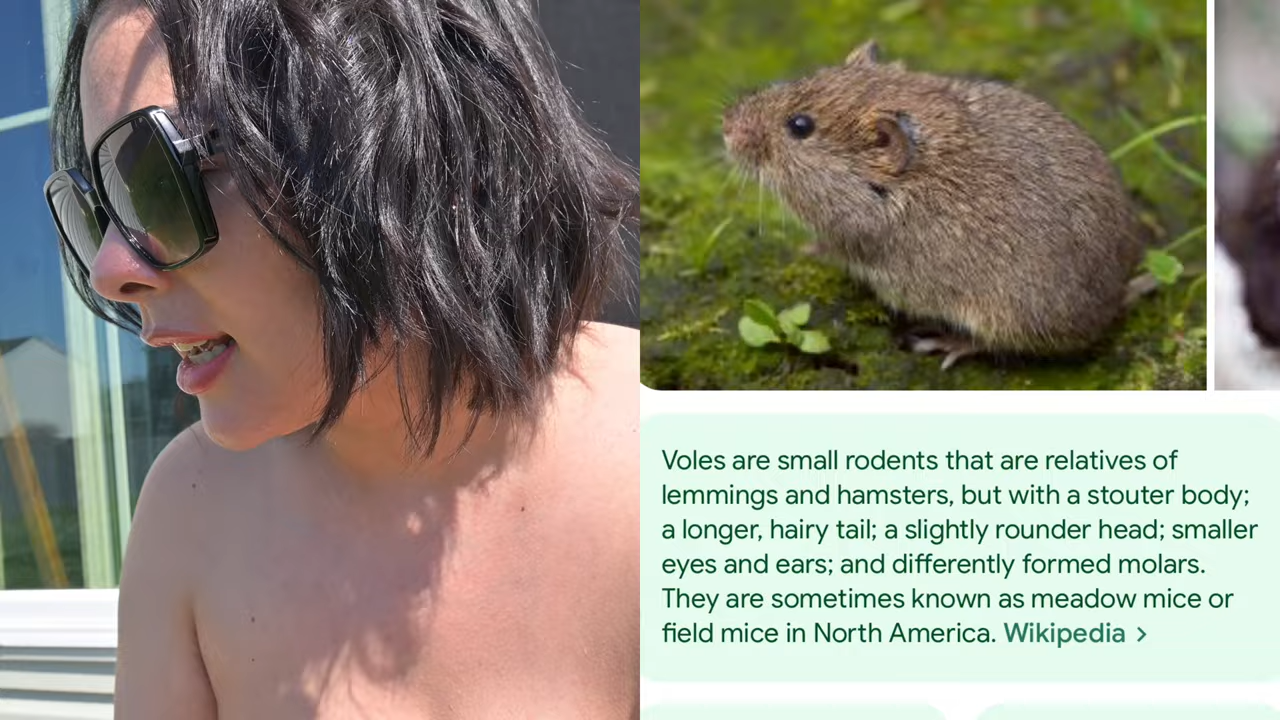 Voles are small rodents that are relatives of
lemmings and hamsters, but with a stouter body;
a longer, hairy tail; a slightly rounder head; smaller
eyes and ears; and differently formed molars.
They are sometimes known as meadow mice or
field mice in North America. Wikipedia >